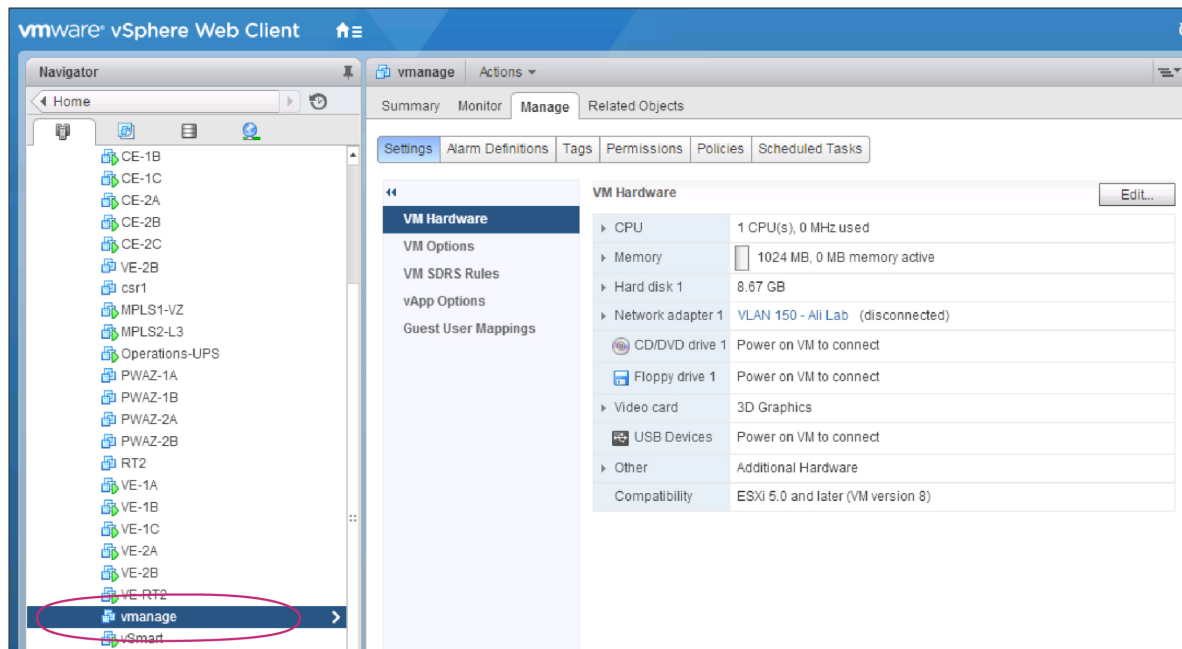 vmware® vSphere Web Client
Navigator
Home
CE-1B
CE-1C
CE-2A
CE-2B
CE-2C
VE-2B
csr1
MPLS1-VZ
MPLS2-L3
Operations-UPS
PWAZ-1A
PWAZ-1B
PWAZ-2A
PWAZ-2B
RT2
VE-1A
VE-1B
VE-1C
VE-2A
VE-2B
VE-RT2
vmanage
vSmart
vmanage Actions
Summary Monitor Manage Related Objects
Settings Alarm Definitions Tags Permissions Policies Scheduled Tasks
VM Hardware
VM Options
VM SDRS Rules
vApp Options
Guest User Mappings
VM Hardware Edit...
CPU 1 CPU(s), 0 MHz used
Memory 1024 MB, 0 MB memory active
Hard disk 1 8.67 GB
Network adapter 1 VLAN 150 - Ali Lab (disconnected)
CD/DVD drive 1 Power on VM to connect
Floppy drive 1 Power on VM to connect
Video card 3D Graphics
USB Devices Power on VM to connect
Other Additional Hardware
Compatibility ESXi 5.0 and later (VM version 8)